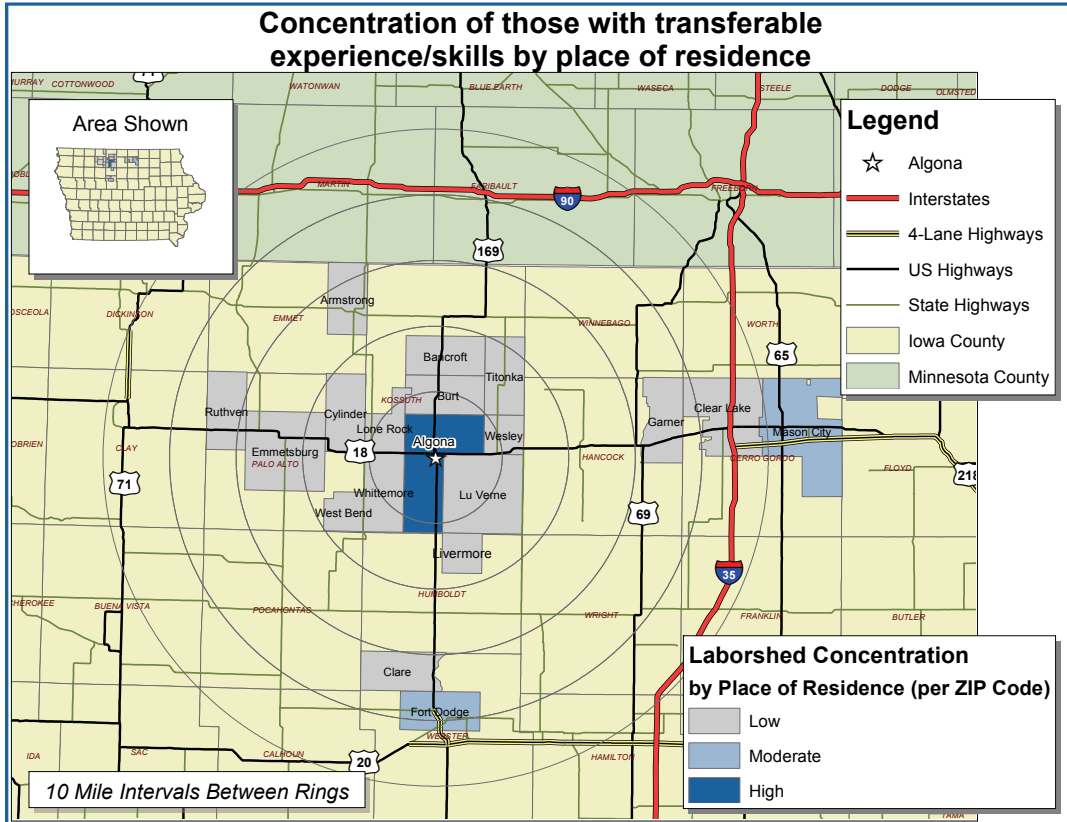 Concentration of those with transferable
experience/skills by place of residence
71
MURRAY
COTTONWOOD
WATONWAN
BLUE EARTH
WASECA
STEELE
DODGE
OLMSTED
Area Shown
Legend
Algona
Interstates
4-Lane Highways
US Highways
State Highways
Iowa County
Minnesota County
MARTIN
FARIBAULT
FREEBORN
90
169
Armstrong
OSCEOLA
DICKINSON
EMMET
WINNEBAGO
WORTH
65
Bancroft
Titonka
Burt
KOSSUTH
Ruthven
Cylinder
Lone Rock
Algona
Wesley
Garner
Clear Lake
Mason City
OBRIEN
CLAY
Emmetsburg
PALO ALTO
18
HANCOCK
CERRO GORDO
FLOYD
218
71
Whittemore
Lu Verne
West Bend
69
Livermore
35
CHEROKEE
BUENA VISTA
POCAHONTAS
HUMBOLDT
WRIGHT
FRANKLIN
BUTLER
Clare
Fort Dodge
WEBSTER
IDA
SAC
CALHOUN
20
HAMILTON
Laborshed Concentration
by Place of Residence (per ZIP Code)
Low
Moderate
High
10 Mile Intervals Between Rings